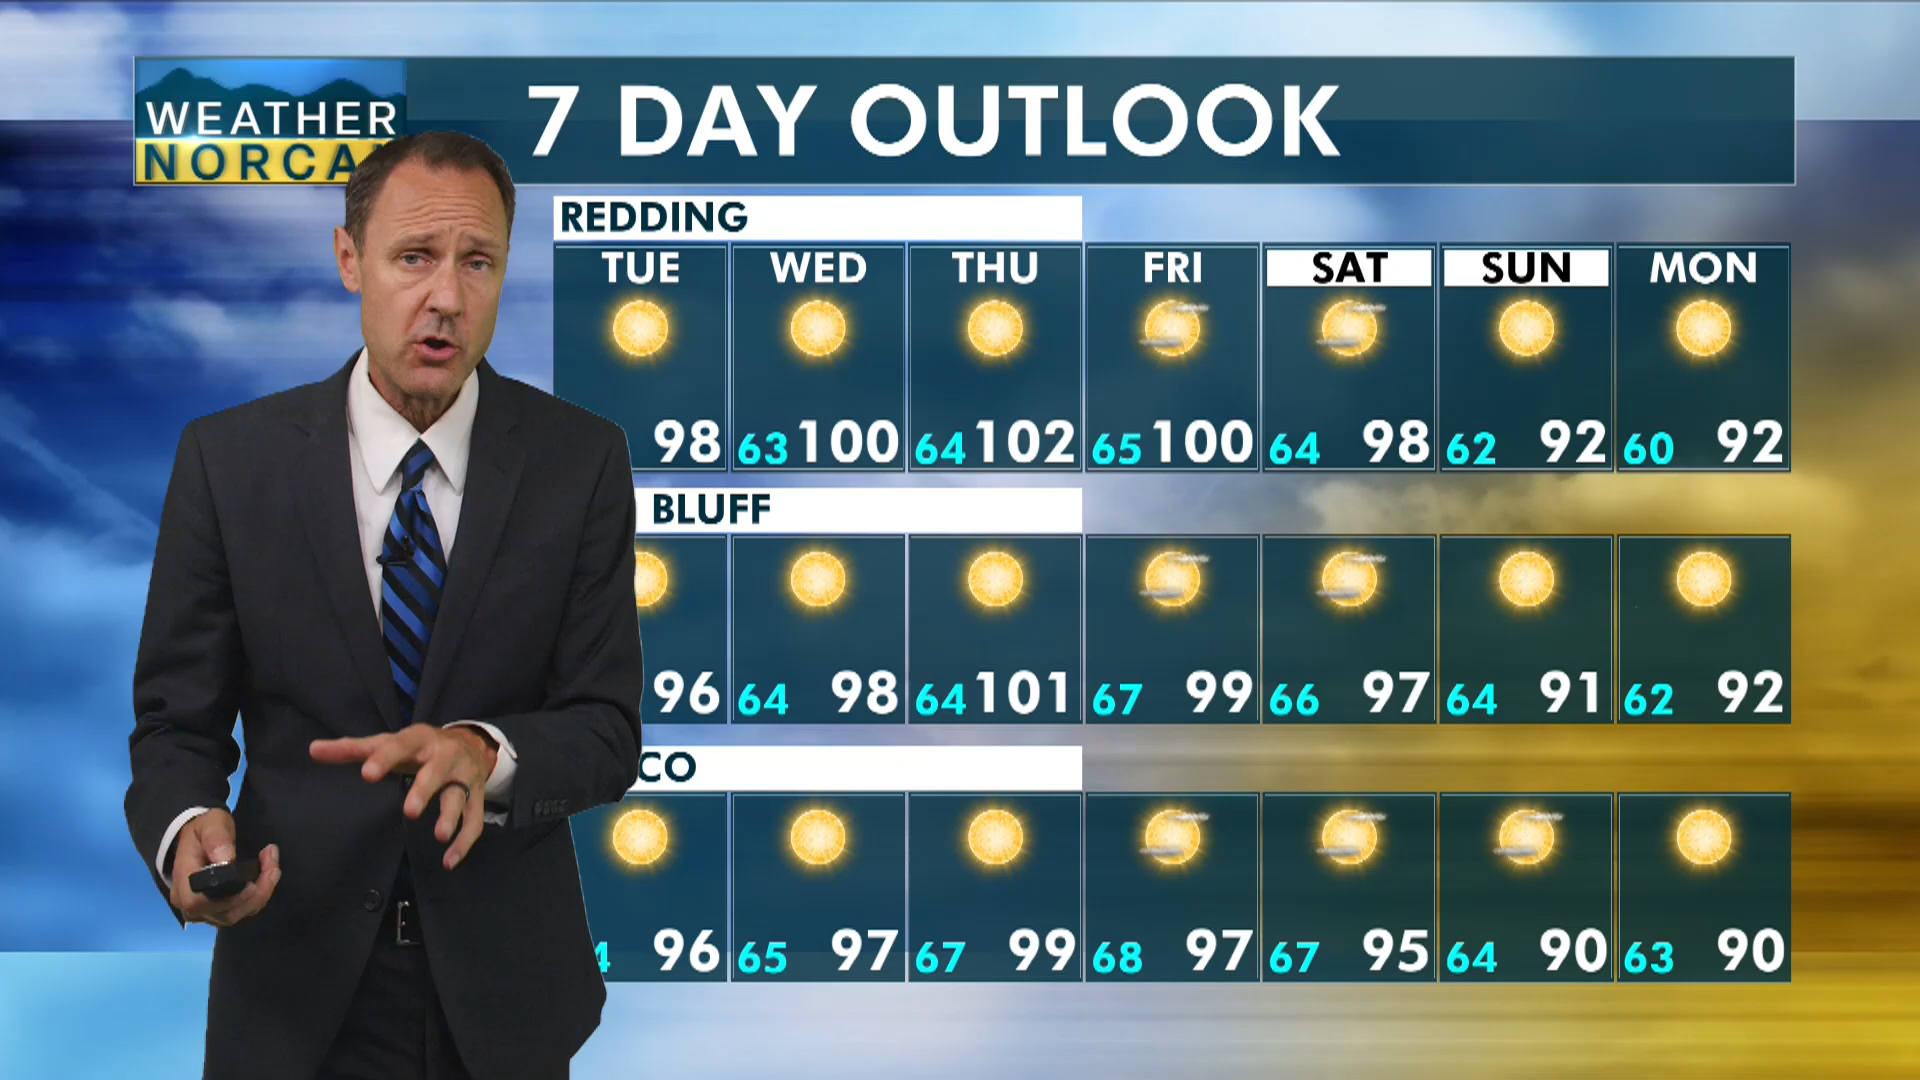 WEATHER
NORCA
7 DAY OUTLOOK
REDDING
TUE WED THU FRI SAT SUN MON
98 63 100 64 102 65 100 64 98 62 92 60 92
BLUFF
96 64 98 64 101 67 99 66 97 64 91 62 92
CO
4 96 65 97 67 99 68 97 67 95 64 90 63 90